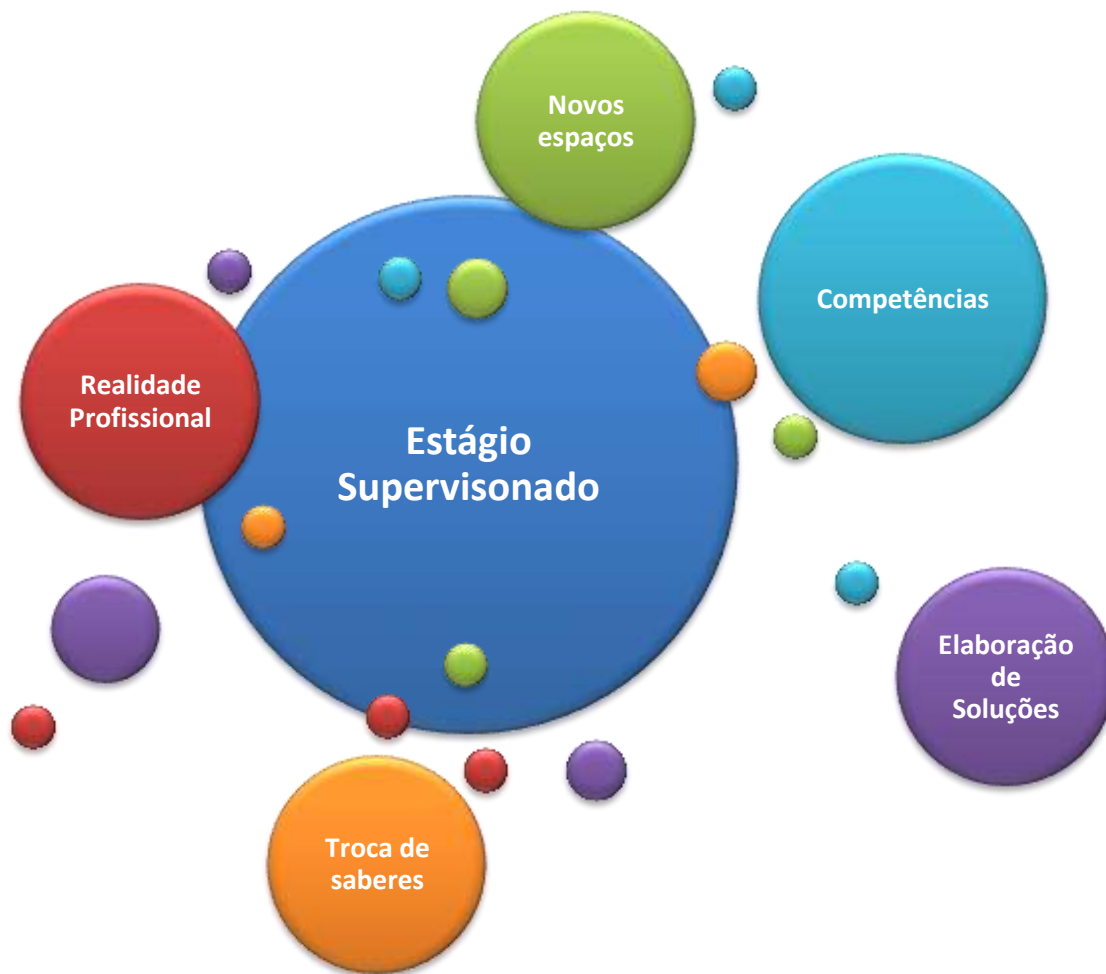 Novos
espaços
Competências
Realidade
Profissional
Estágio
Supervisonado
Elaboração
de
Soluções
Troca de
saberes